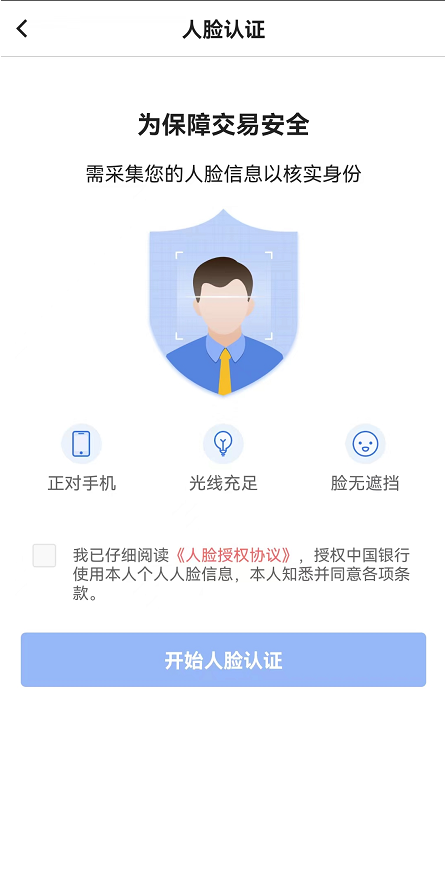 人脸认证
为保障交易安全
需采集您的人脸信息以核实身份
正对手机 光线充足 脸无遮挡
我已仔细阅读《人脸授权协议》，授权中国银行
使用本人个人人脸信息，本人知悉并同意各项条
款。
开始人脸认证